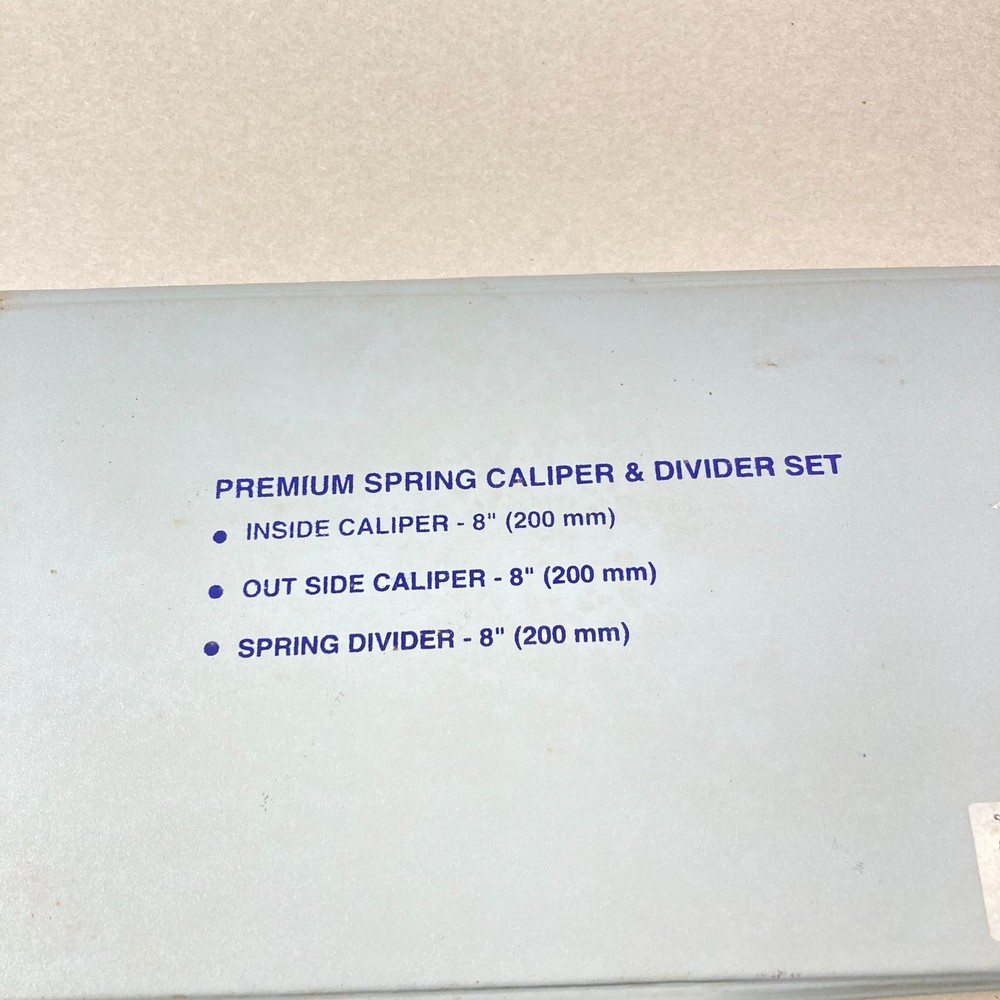 PREMIUM SPRING CALIPER & DIVIDER SET
• INSIDE CALIPER - 8" (200 mm)
• OUT SIDE CALIPER - 8" (200 mm)
• SPRING DIVIDER - 8" (200 mm)